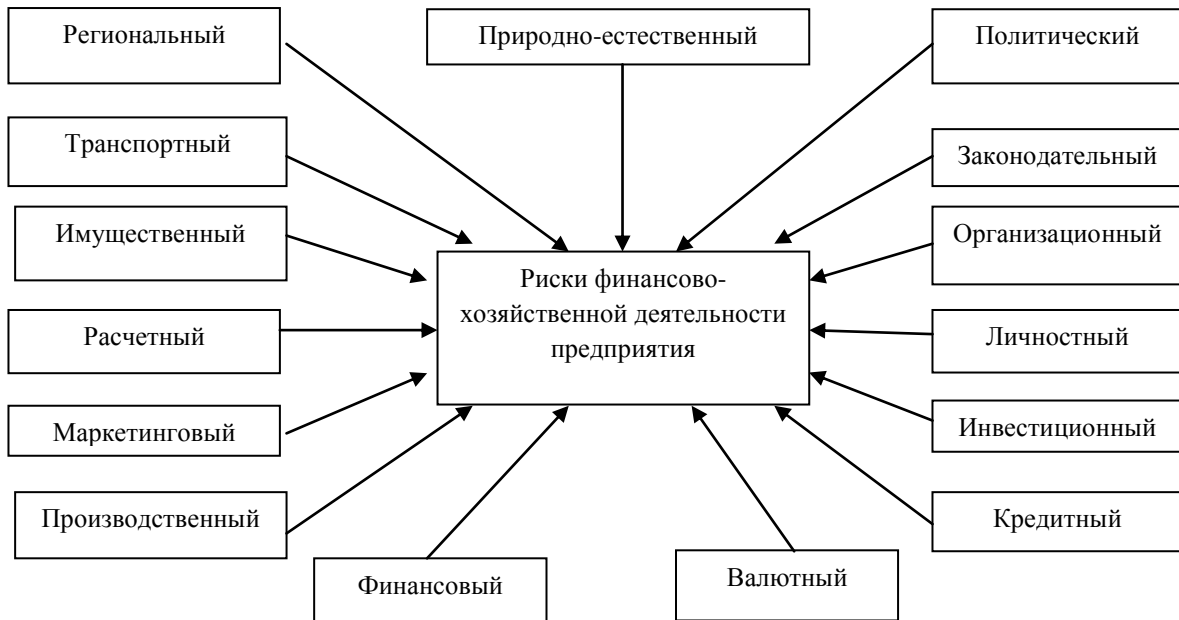 Региональный
Природно-естественный
Политический
Транспортный
Законодательный
Имущественный
Организационный
Риски финансово-
хозяйственной деятельности
предприятия
Расчетный
Личностный
Маркетинговый
Инвестиционный
Производственный
Кредитный
Финансовый
Валютный